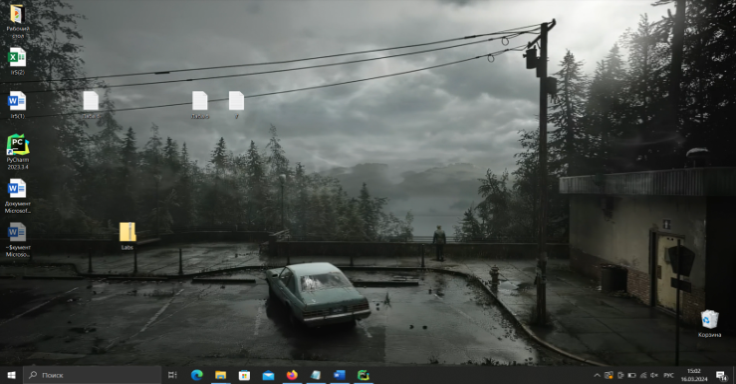 Рабочий
стол
lr5(2)
lr5(1)
PyCharm
2023.3.4
Документ
Microsof...
Microso...
Labs
Корзина
Поиск
РУС
15:02
16.03.2024